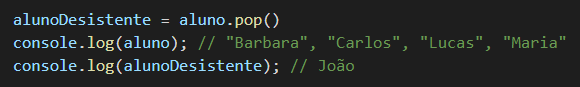 alunoDesistente = aluno.pop()
console.log(aluno); // "Barbara", "Carlos", "Lucas", "Maria"
console.log(alunoDesistente); // João